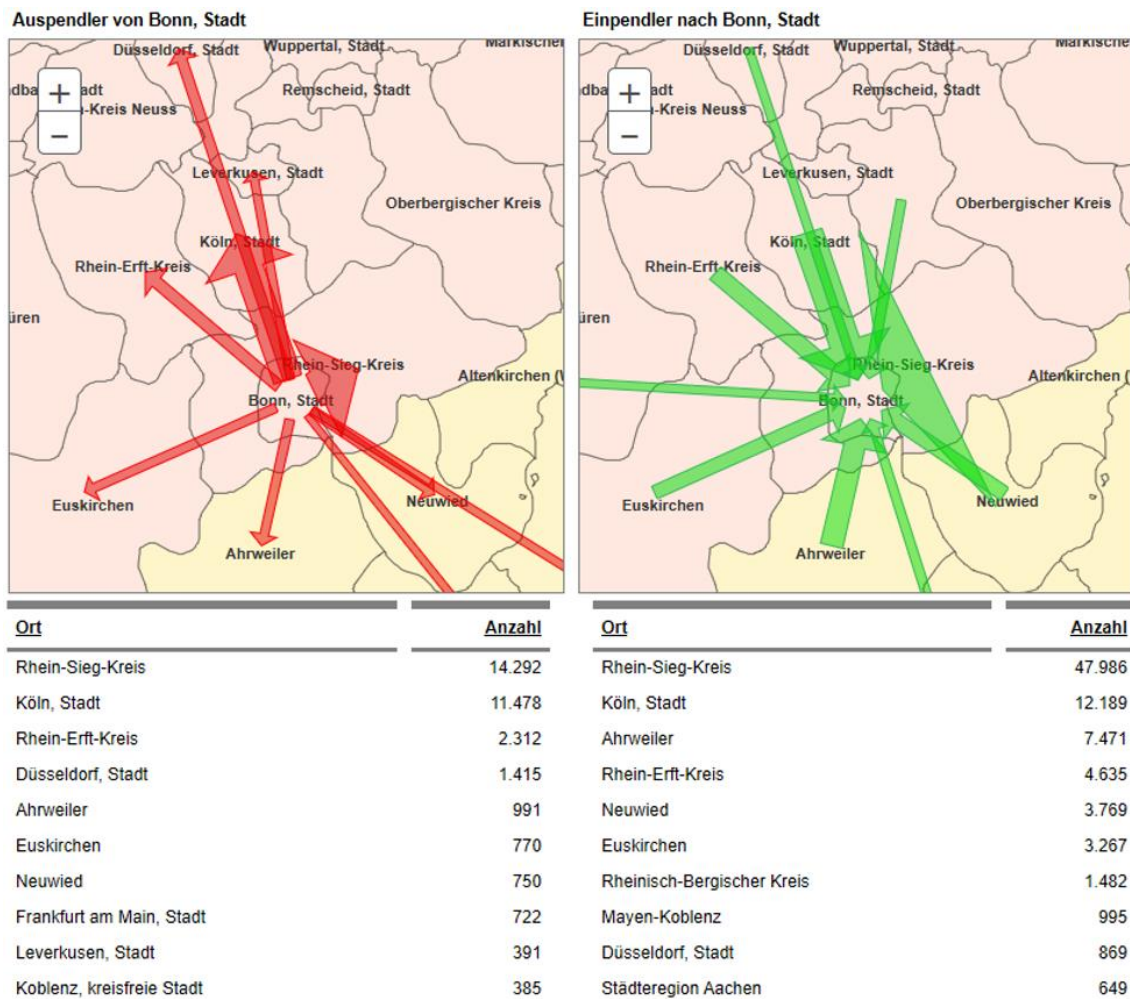 Auspendler von Bonn, Stadt
Düsseldorf, Stadt
Wuppertal, Stadt
Märkischer
+
−
Remscheid, Stadt
Leverkusen, Stadt
Oberbergischer Kreis
Köln, Stadt
Rhein-Erft-Kreis
Rhein-Sieg-Kreis
Altenkirchen
Bonn, Stadt
Euskirchen
Neuwied
Ahrweiler
Ort Anzahl
Rhein-Sieg-Kreis 14.292
Köln, Stadt 11.478
Rhein-Erft-Kreis 2.312
Düsseldorf, Stadt 1.415
Ahrweiler 991
Euskirchen 770
Neuwied 750
Frankfurt am Main, Stadt 722
Leverkusen, Stadt 391
Koblenz, kreisfreie Stadt 385
Einpendler nach Bonn, Stadt
Düsseldorf, Stadt
Wuppertal, Stadt
+
−
Remscheid, Stadt
-Kreis Neuss
Leverkusen, Stadt
Oberbergischer Kreis
Köln, Stadt
Rhein-Erft-Kreis
Rhein-Sieg-Kreis
Altenkirchen
Bonn, Stadt
Euskirchen
Neuwied
Ahrweiler
Ort Anzahl
Rhein-Sieg-Kreis 47.986
Köln, Stadt 12.189
Ahrweiler 7.471
Rhein-Erft-Kreis 4.635
Neuwied 3.769
Euskirchen 3.267
Rheinisch-Bergischer Kreis 1.482
Mayen-Koblenz 995
Düsseldorf, Stadt 869
Städteregion Aachen 649